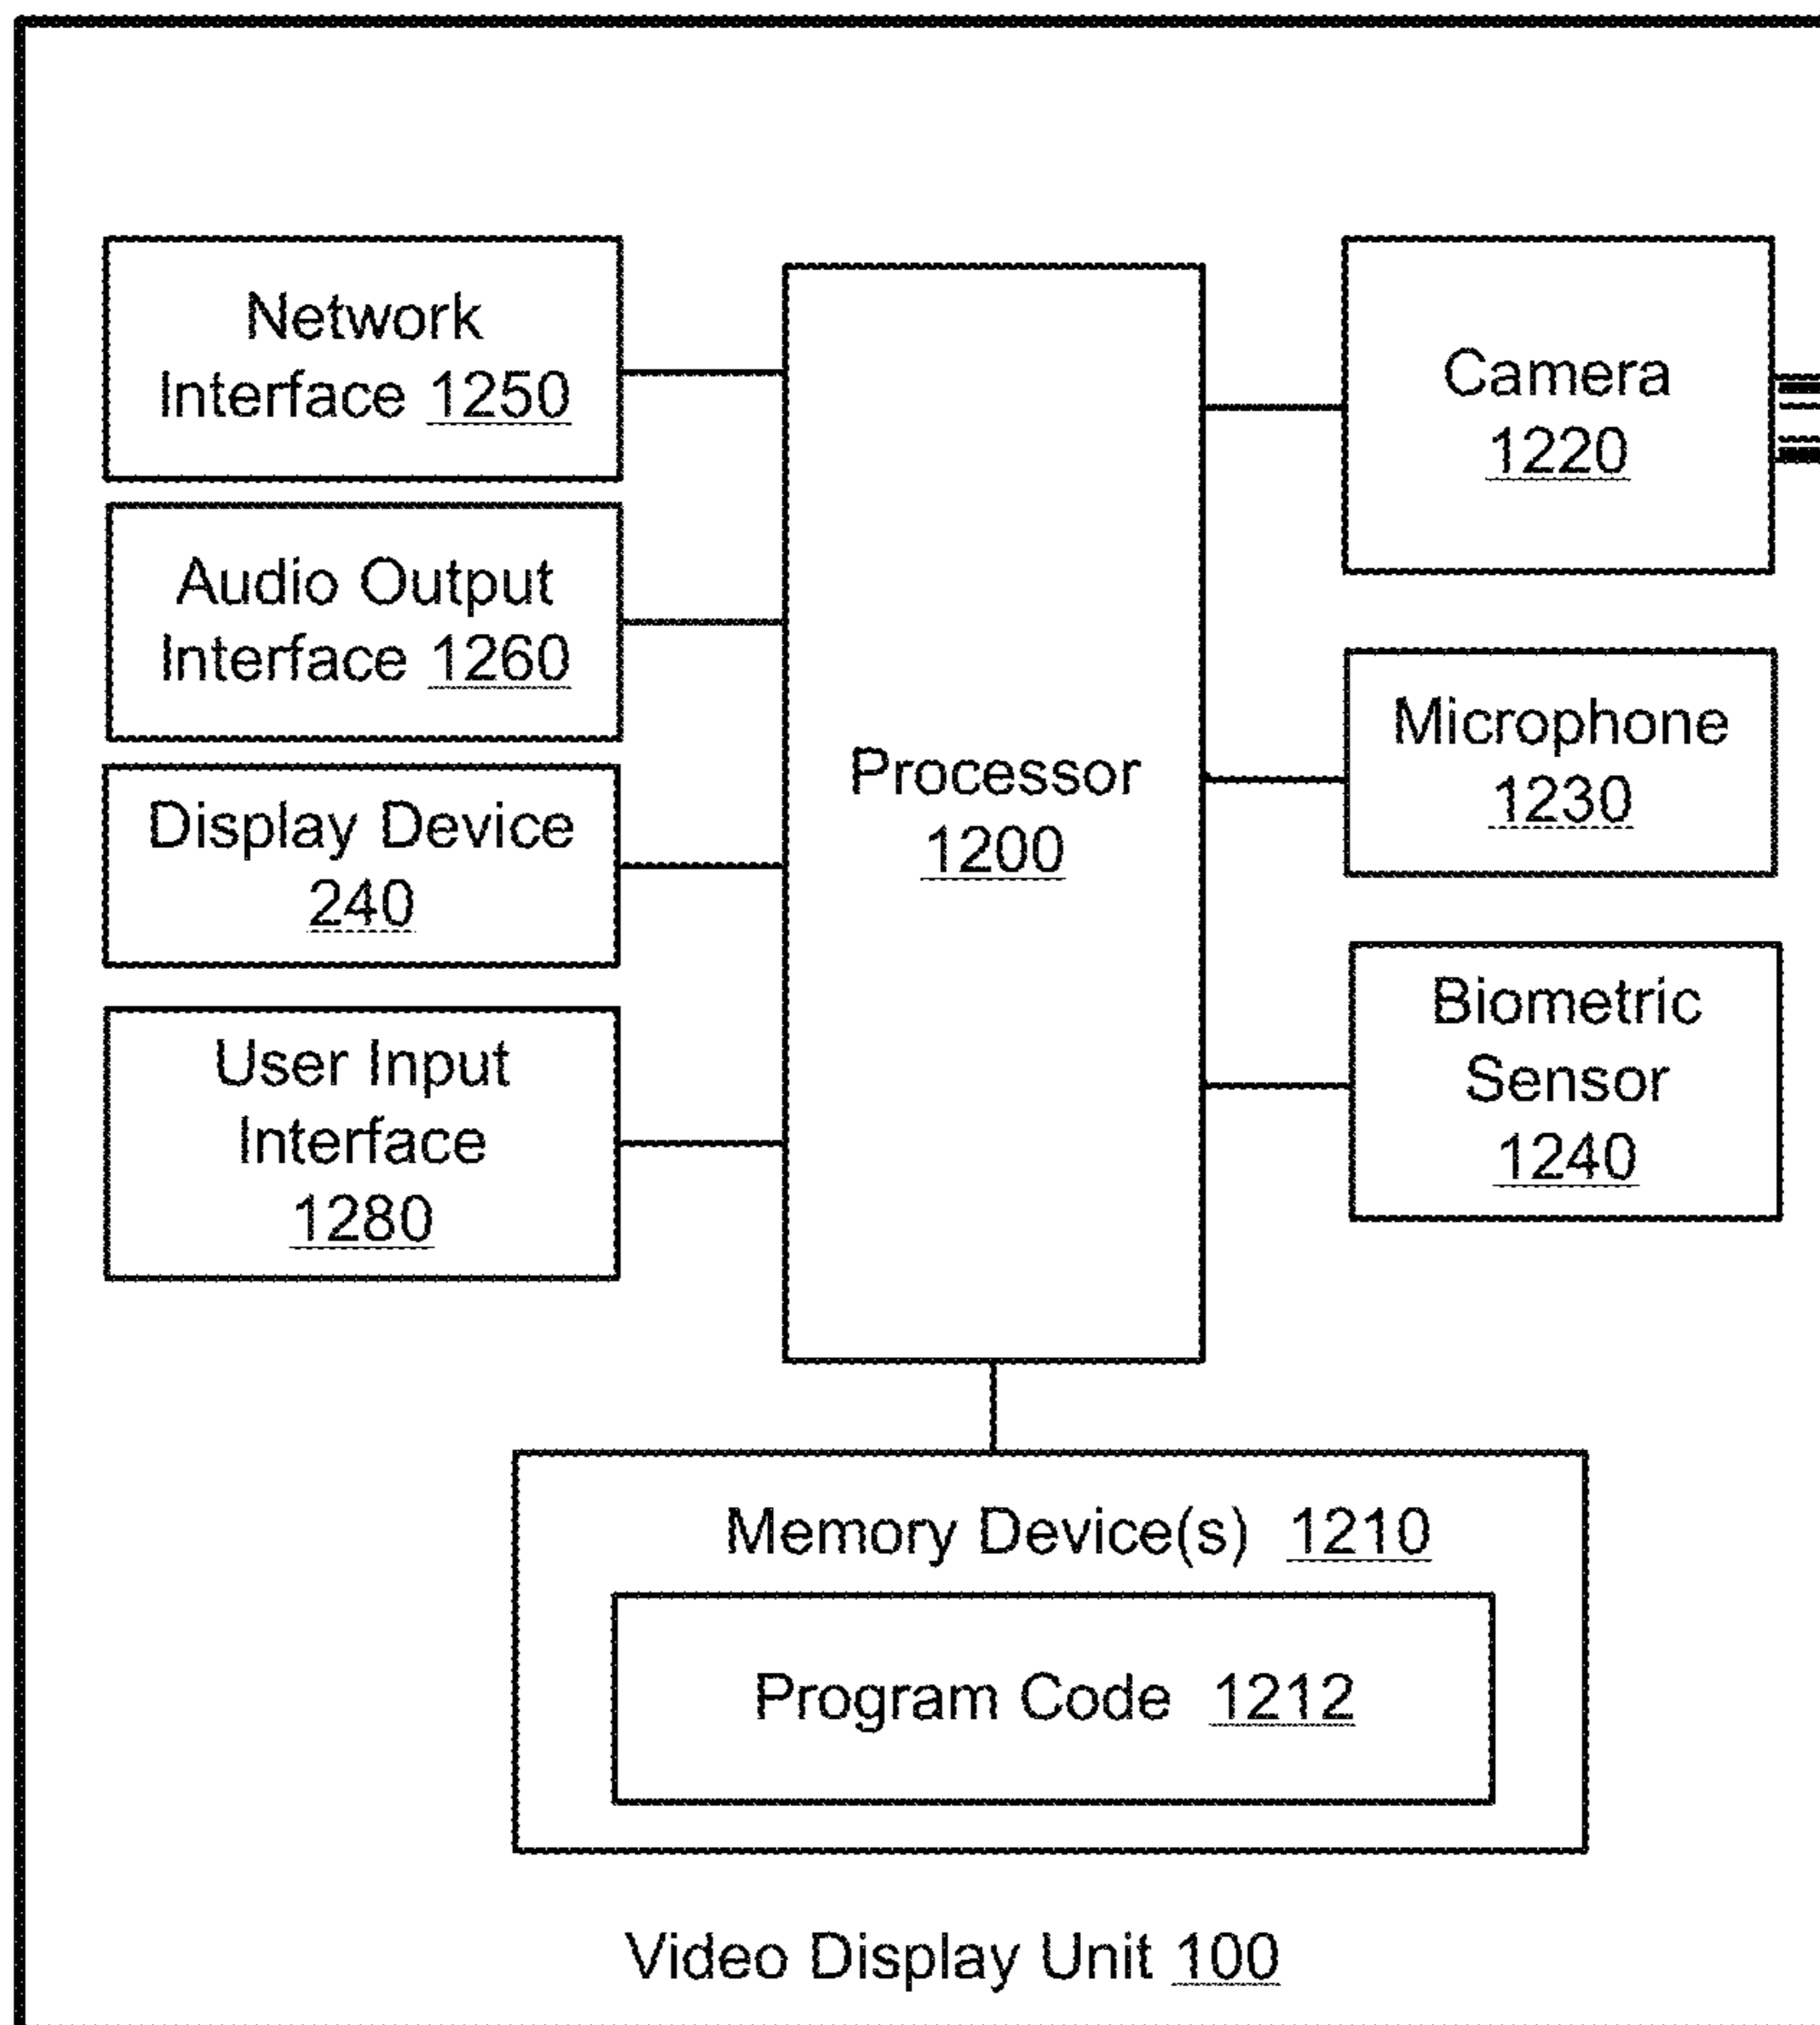 Network
Interface 1250
Audio Output
Interface 1260
Display Device
240
User Input
Interface
1280
Processor
1200
Camera
1220
Microphone
1230
Biometric
Sensor
1240
Memory Device(s) 1210
Program Code 1212
Video Display Unit 100